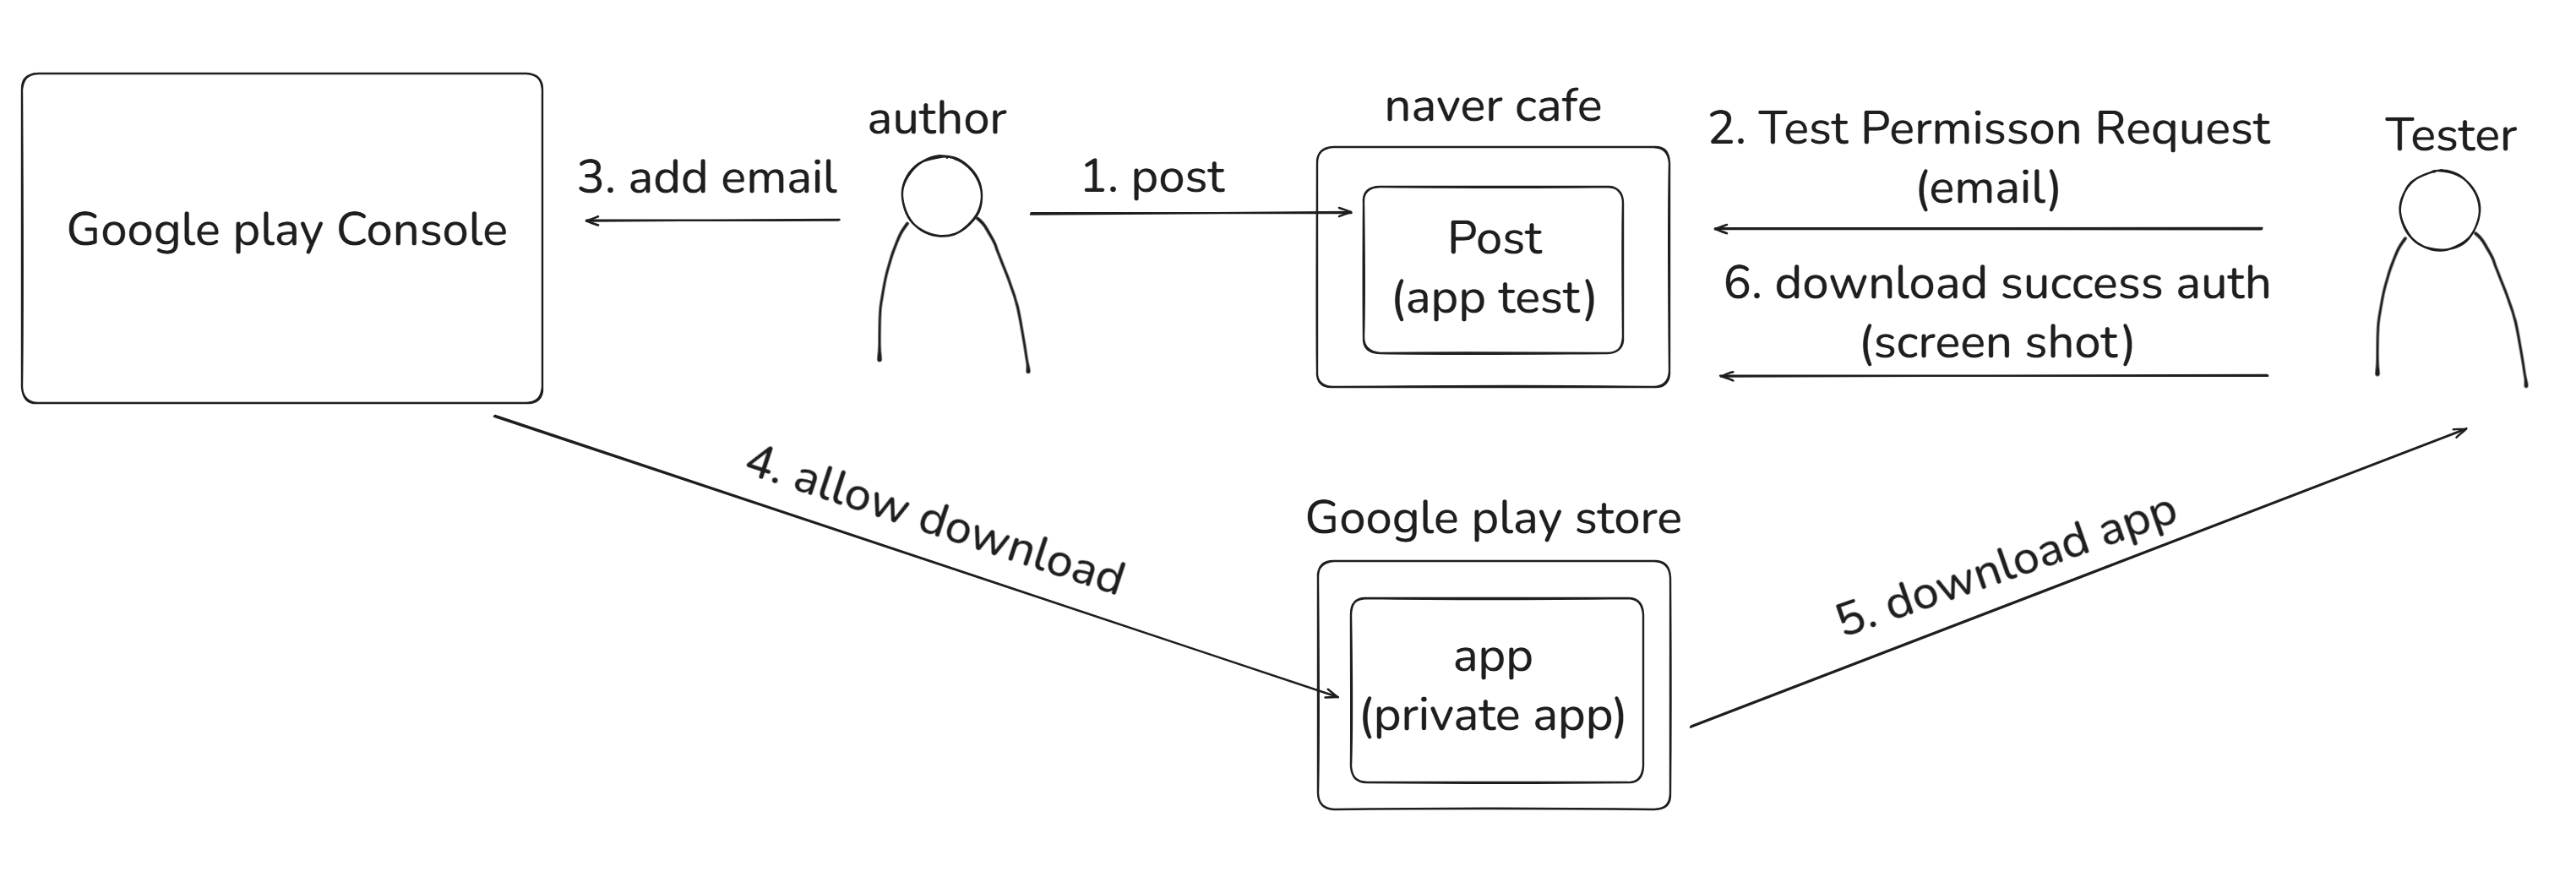 author
naver cafe
2. Test Permisson Request
(email)
Tester
3. add email
1. post
Google play Console
Post
(app test)
6. download success auth
(screen shot)
4. allow download
Google play store
5. download app
app
(private app)